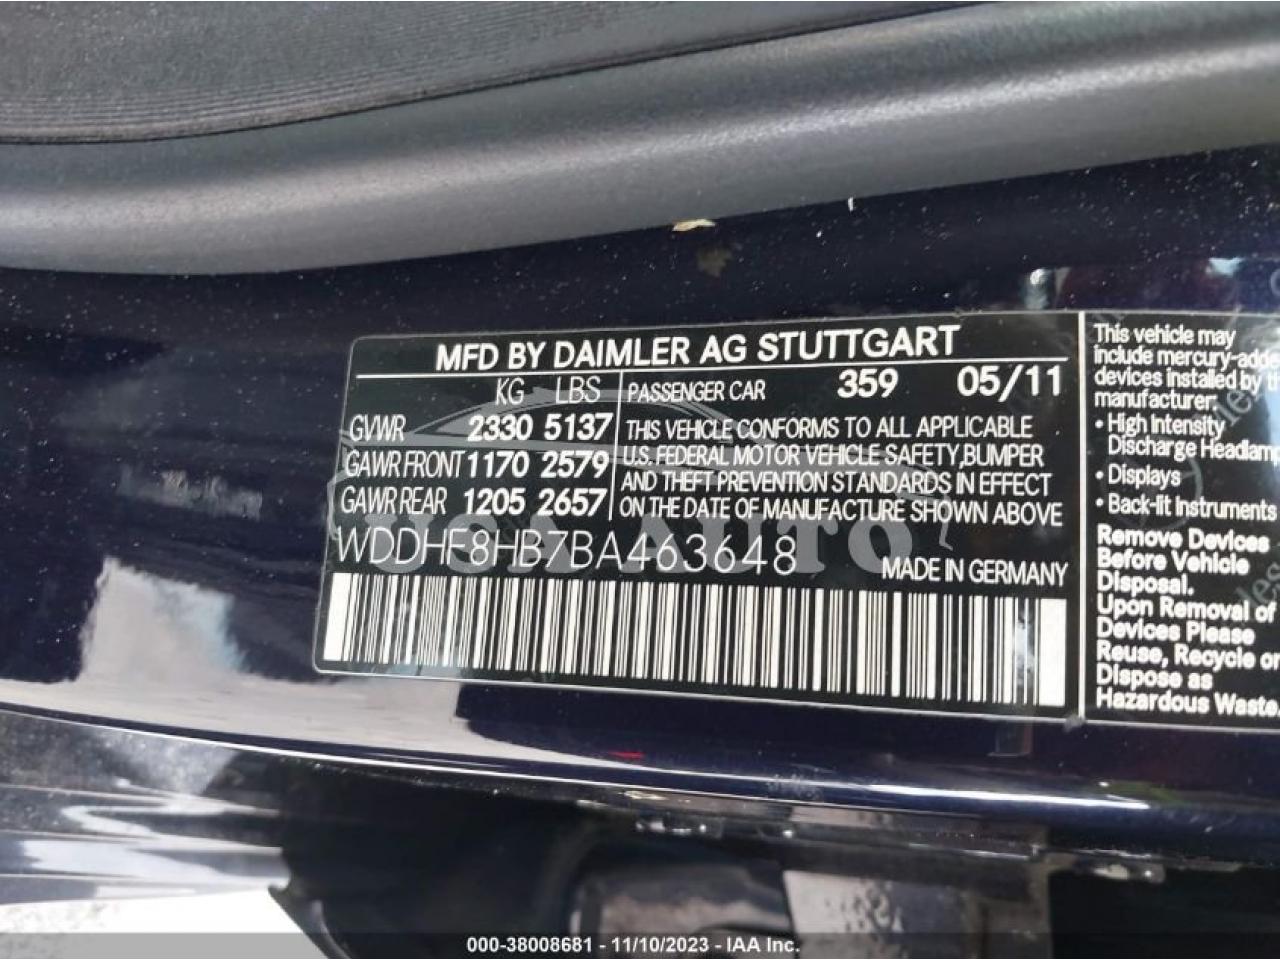 MFD BY DAIMLER AG STUTTGART
KG LBS
GVWR 2330 5137
GAWR FRONT 1170 2579
GAWR REAR 1205 2657
PASSENGER CAR 359 05/11
THIS VEHICLE CONFORMS TO ALL APPLICABLE
U.S. FEDERAL MOTOR VEHICLE SAFETY,BUMPER
AND THEFT PREVENTION STANDARDS IN EFFECT
ON THE DATE OF MANUFACTURE SHOWN ABOVE
WDDHF8HB7BA463648
MADE IN GERMANY
This vehicle may
include mercury-adde
devices installed by t
manufacturer:
• High Intensity
Discharge Headlamp
• Displays
• Back-lit Instruments
Remove Devices
Before Vehicle
Disposal.
Upon Removal of
Devices Please
Reuse, Recycle or
Dispose as
Hazardous Waste.
USA AUTO
000-38008681 - 11/10/2023 - IAA Inc.